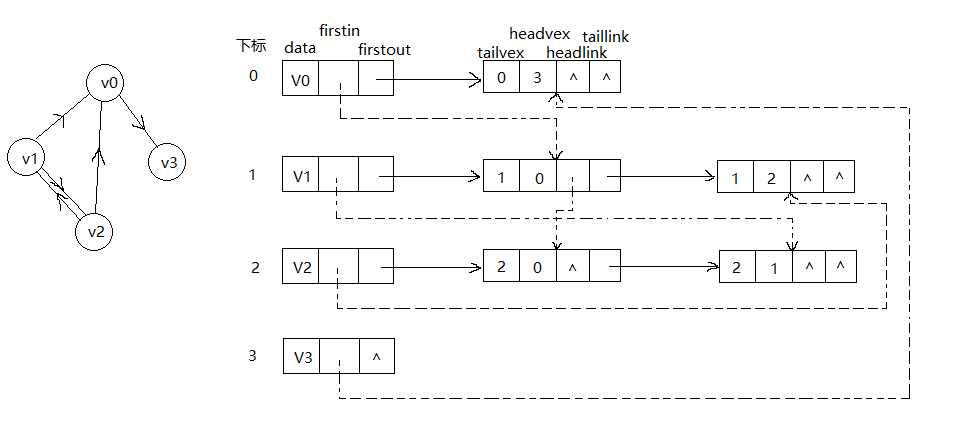 firstin headvex taillink
下标 data firstout tailvex headlink
v0 0 V0 0 3 ^ ^
v1 v3 1 V1 1 0 1 2 ^ ^
v2 2 V2 2 0 ^ 2 1 ^ ^
3 V3 ^